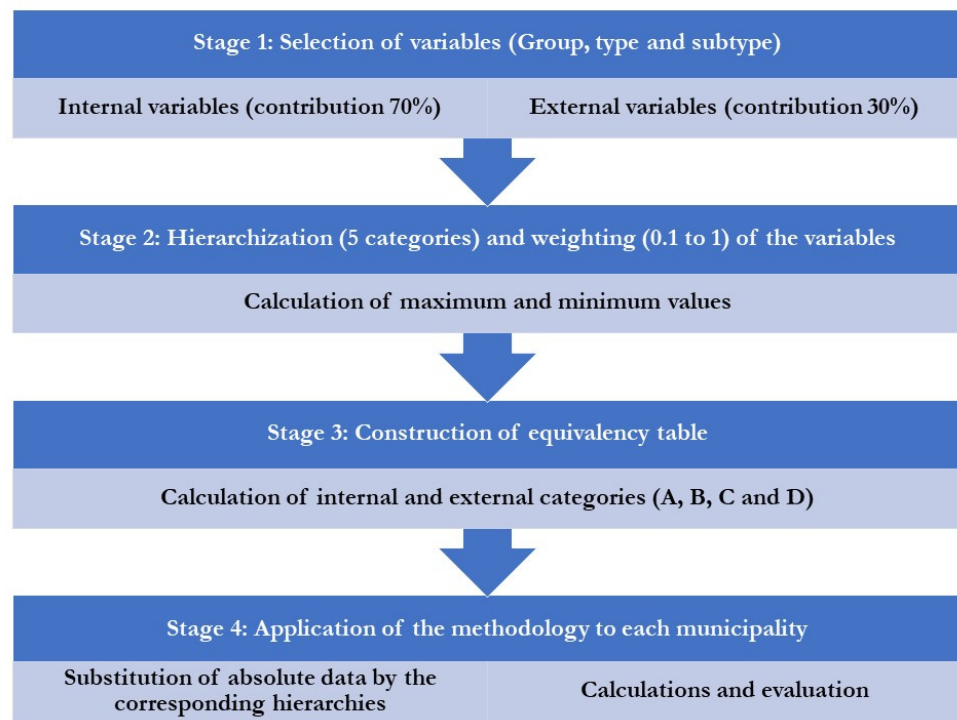 Stage 1: Selection of variables (Group, type and subtype)
Internal variables (contribution 70%)
External variables (contribution 30%)
Stage 2: Hierarchization (5 categories) and weighting (0.1 to 1) of the variables
Calculation of maximum and minimum values
Stage 3: Construction of equivalency table
Calculation of internal and external categories (A, B, C and D)
Stage 4: Application of the methodology to each municipality
Substitution of absolute data by the
corresponding hierarchies
Calculations and evaluation